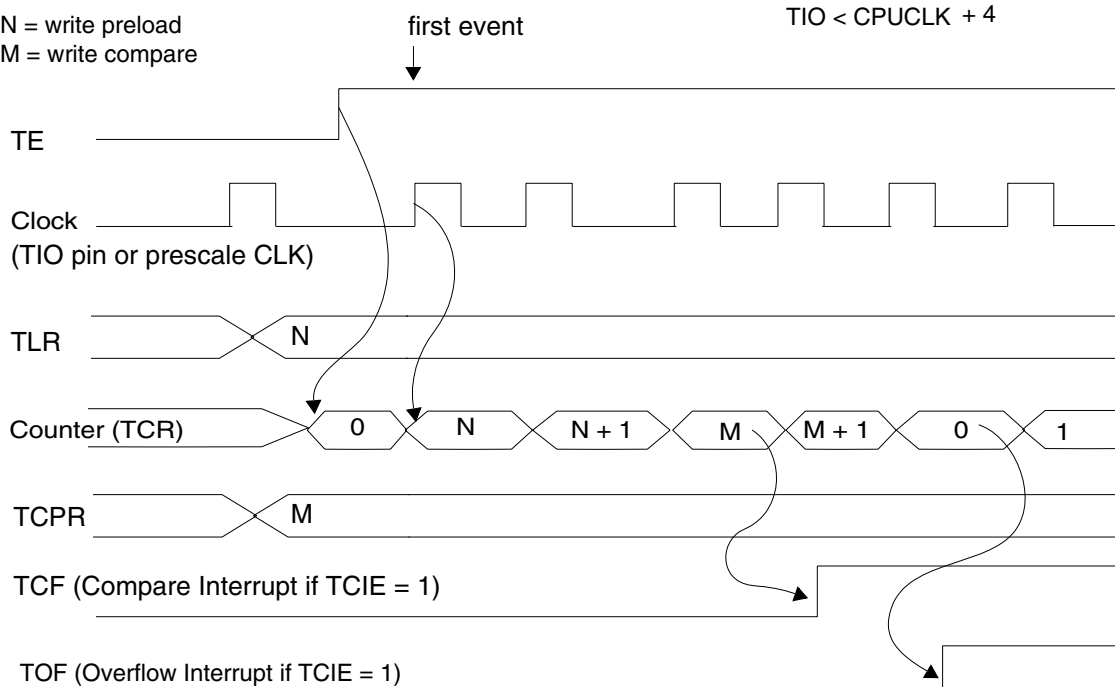 N = write preload
M = write compare
first event
TIO < CPUCLK + 4
TE
Clock
(TIO pin or prescale CLK)
TLR
N
Counter (TCR)
0
N
N + 1
M
M + 1
0
1
TCPR
M
TCF (Compare Interrupt if TCIE = 1)
TOF (Overflow Interrupt if TCIE = 1)